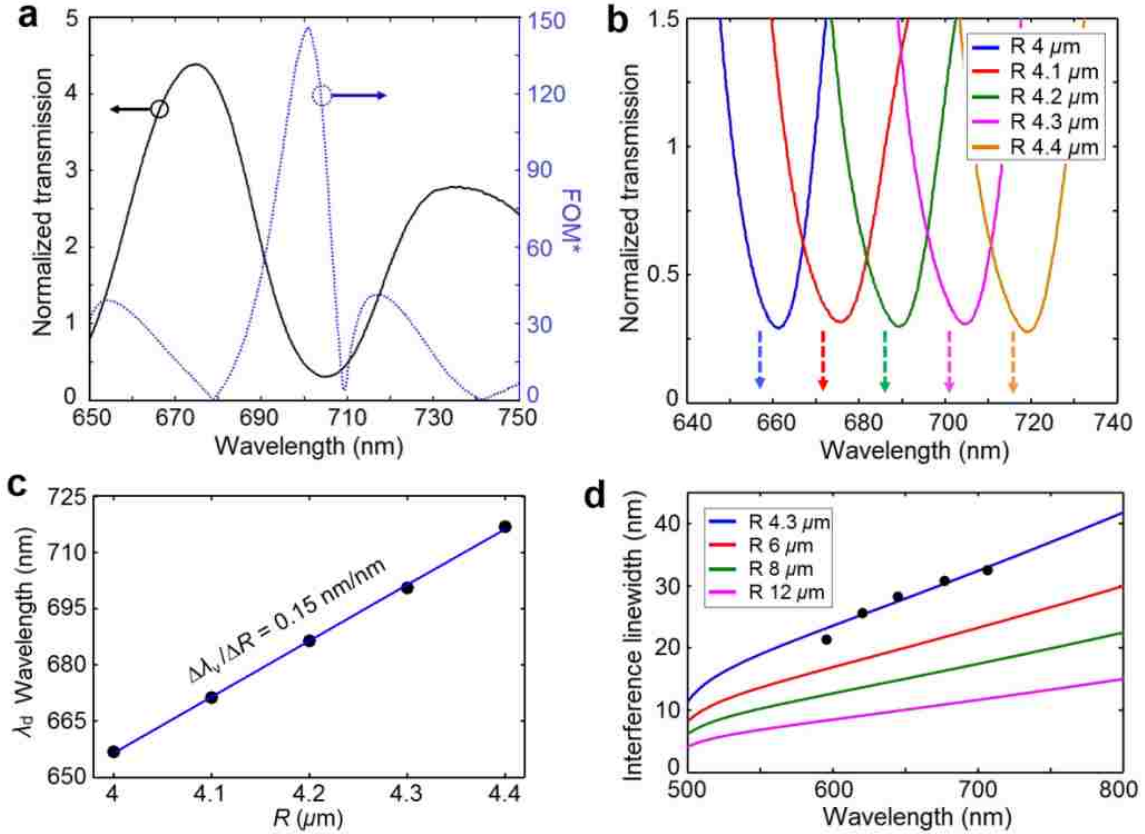 a
5
4
3
2
1
0
Normalized transmission
150
120
90
60
30
0
FOM*
650 670 690 710 730 750
Wavelength (nm)
b
1.5
1
0.5
0
Normalized transmission
R 4 µm
R 4.1 µm
R 4.2 µm
R 4.3 µm
R 4.4 µm
640 660 680 700 720 740
Wavelength (nm)
c
725
710
695
680
665
650
λd Wavelength (nm)
Δλv/ΔR = 0.15 nm/nm
4 4.1 4.2 4.3 4.4
R (µm)
d
40
30
20
10
0
Interference linewidth (nm)
R 4.3 µm
R 6 µm
R 8 µm
R 12 µm
500 600 700 800
Wavelength (nm)